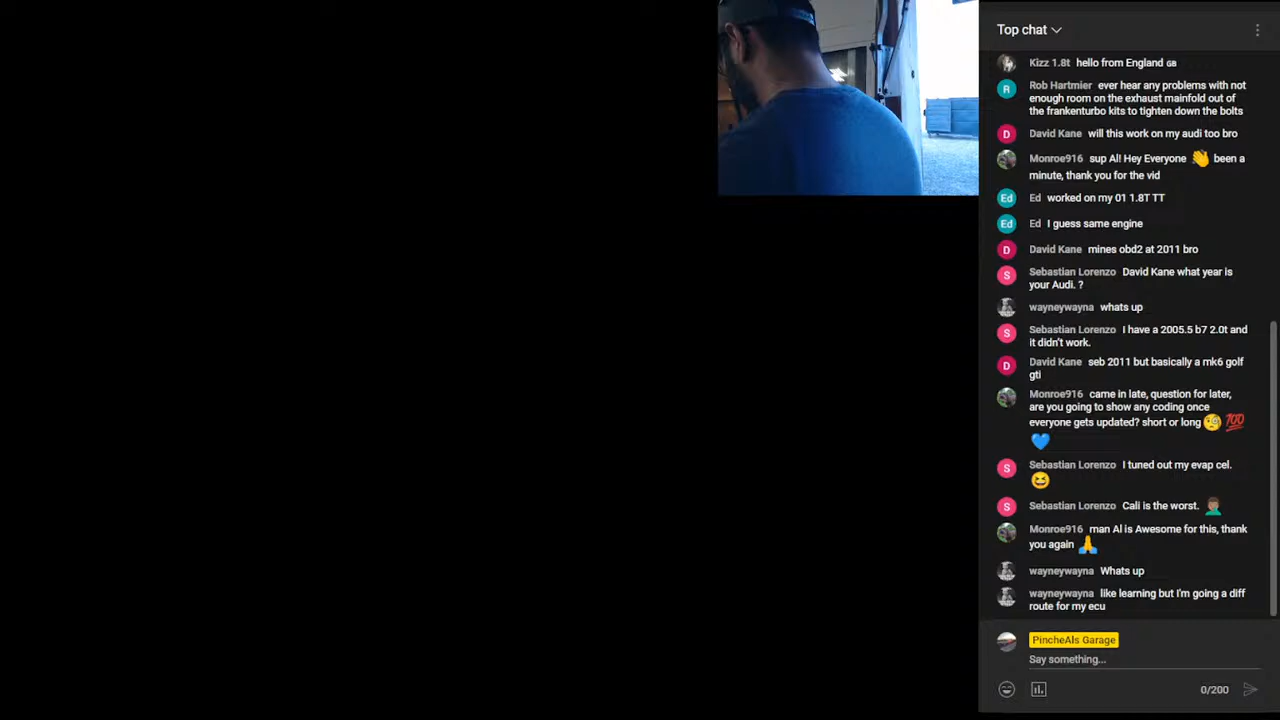 Top chat
Kizz 1.8t hello from England GB
R Rob Hartmier ever hear any problems with not
enough room on the exhaust mainfold out of
the frankenturbo kits to tighten down the bolts
D David Kane will this work on my audi too bro
Monroe916 sup Al! Hey Everyone 👋 been a
minute, thank you for the vid
Ed Ed worked on my 01 1.8T TT
Ed Ed I guess same engine
D David Kane mines obd2 at 2011 bro
S Sebastian Lorenzo David Kane what year is
your Audi. ?
wayneywayna whats up
S Sebastian Lorenzo I have a 2005.5 b7 2.0t and
it didn't work.
D David Kane seb 2011 but basically a mk6 golf
gti
Monroe916 came in late, question for later,
are you going to show any coding once
everyone gets updated? short or long 🧐 💯
💙
S Sebastian Lorenzo I tuned out my evap cel.
😆
S Sebastian Lorenzo Cali is the worst. 🤦🏽‍♂️
Monroe916 man Al is Awesome for this, thank
you again 🙏
wayneywayna Whats up
wayneywayna like learning but I'm going a diff
route for my ecu
PincheAls Garage
Say something...
0/200